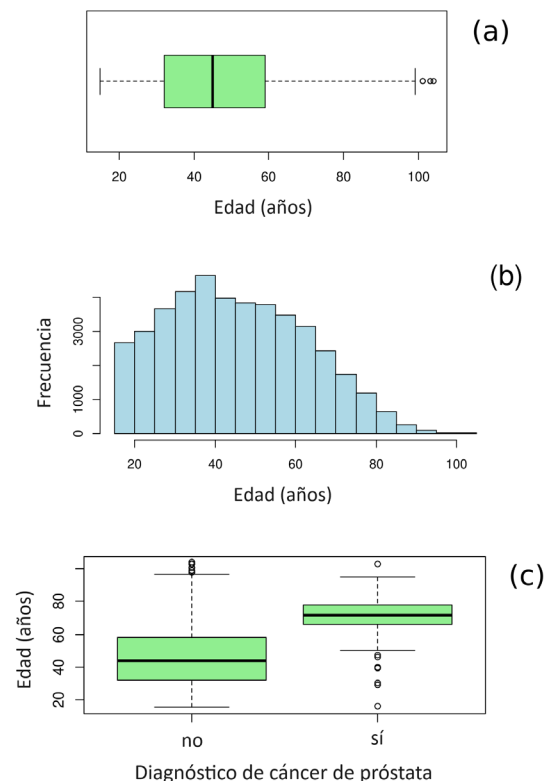 (a)
20 40 60 80 100
Edad (años)
(b)
Frecuencia
3000
1000
0
20 40 60 80 100
Edad (años)
(c)
Edad (años)
80
60
40
20
no sí
Diagnóstico de cáncer de próstata